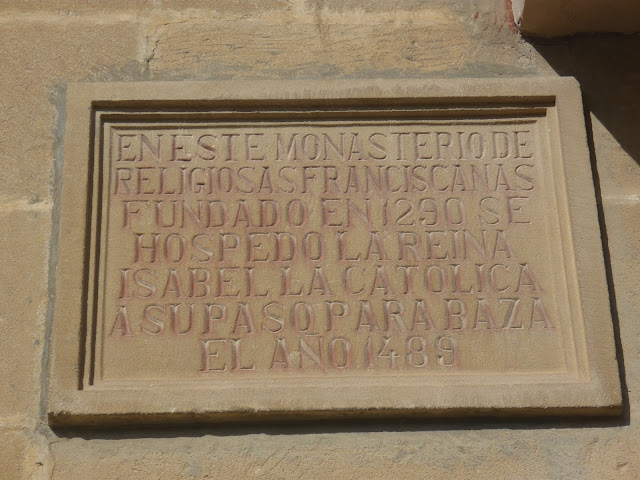 EN ESTE MONASTERIO DE
RELIGIOSAS FRANCISCANAS
FUNDADO EN 1290 SE
HOSPEDO LA REINA
ISABEL LA CATOLICA
A SU PASO PARA BAZA
EL AÑO 1489